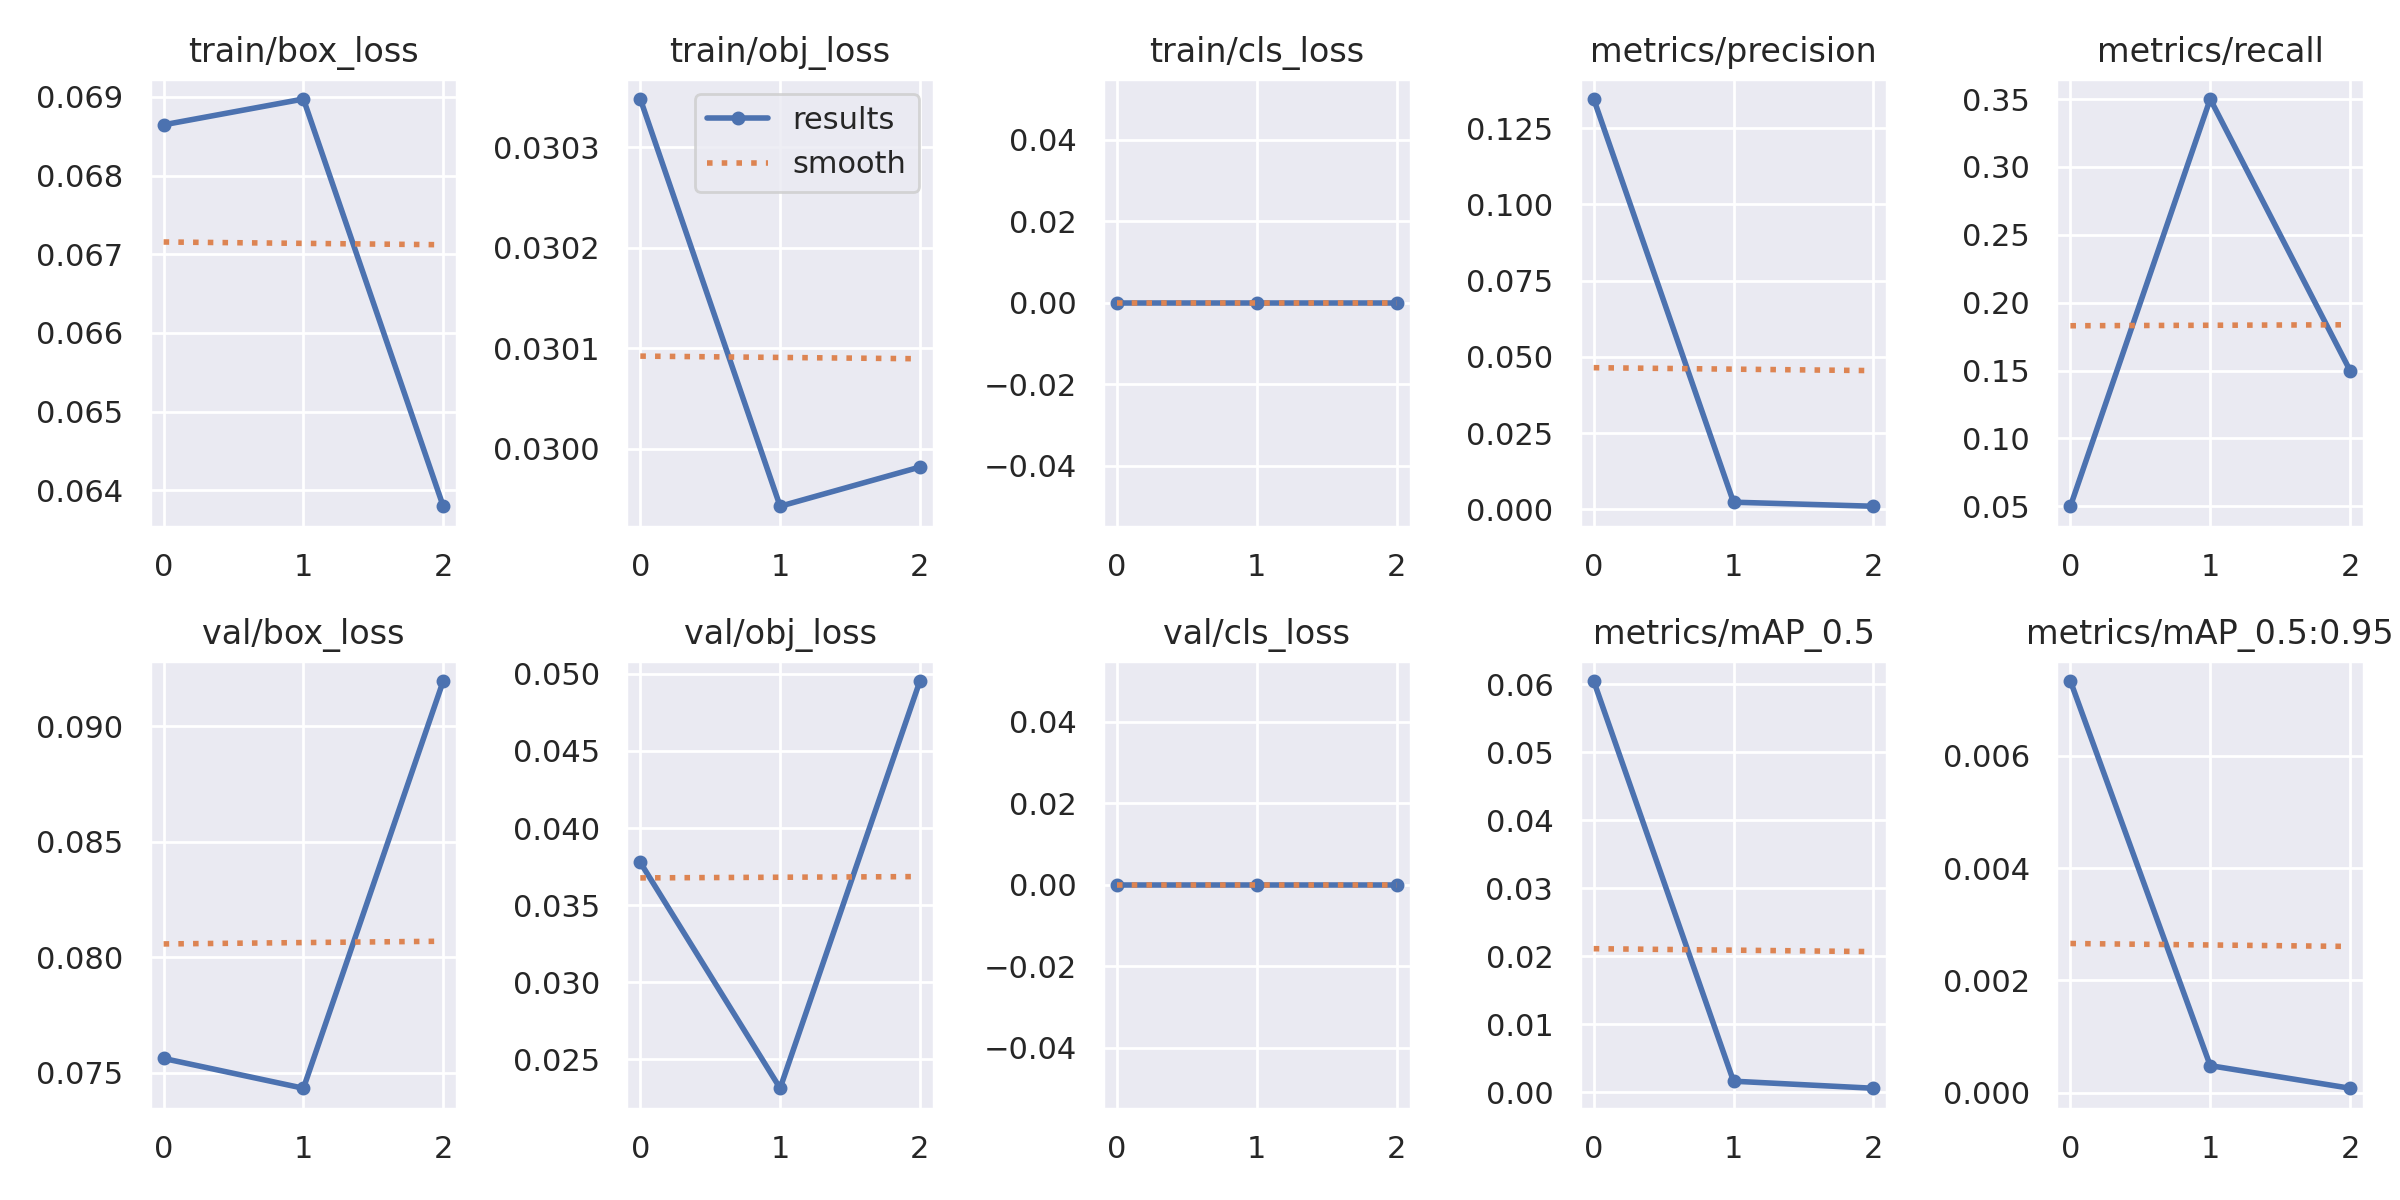 train/box_loss
0.069
0.068
0.067
0.066
0.065
0.064
0 1 2
train/obj_loss
results
smooth
0.0303
0.0302
0.0301
0.0300
0 1 2
train/cls_loss
0.04
0.02
0.00
−0.02
−0.04
0 1 2
metrics/precision
0.125
0.100
0.075
0.050
0.025
0.000
0 1 2
metrics/recall
0.35
0.30
0.25
0.20
0.15
0.10
0.05
0 1 2
val/box_loss
0.090
0.085
0.080
0.075
0 1 2
val/obj_loss
0.050
0.045
0.040
0.035
0.030
0.025
0 1 2
val/cls_loss
0.04
0.02
0.00
−0.02
−0.04
0 1 2
metrics/mAP_0.5
0.06
0.05
0.04
0.03
0.02
0.01
0.00
0 1 2
metrics/mAP_0.5:0.95
0.006
0.004
0.002
0.000
0 1 2